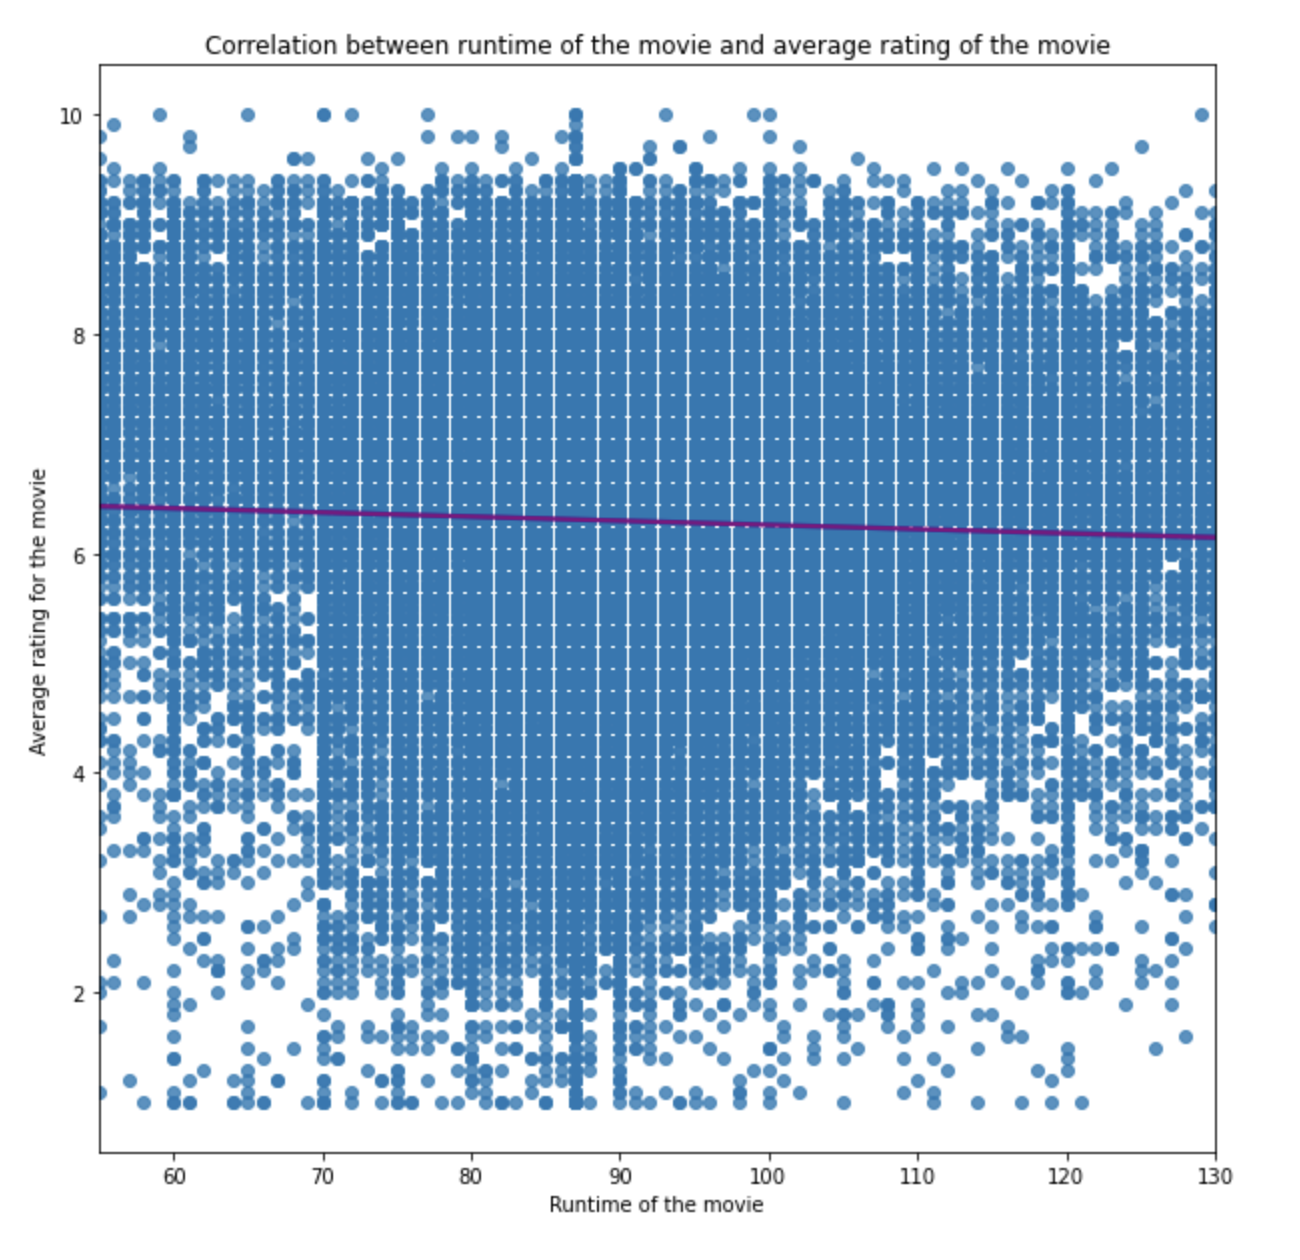 Correlation between runtime of the movie and average rating of the movie
10
8
6
4
2
Average rating for the movie
60 70 80 90 100 110 120 130
Runtime of the movie